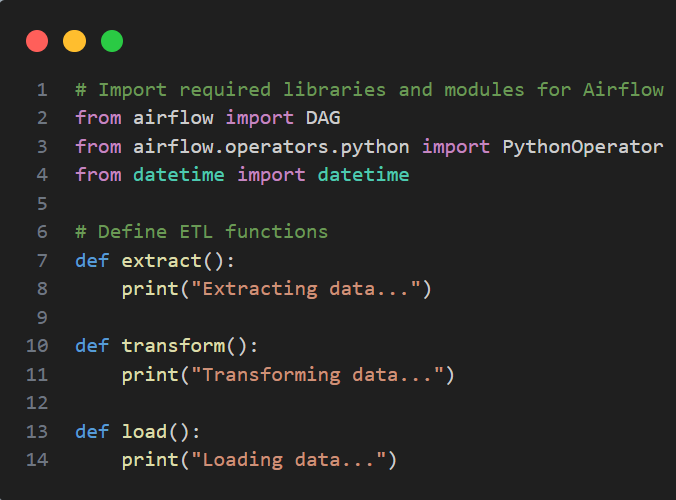 1 # Import required libraries and modules for Airflow
2 from airflow import DAG
3 from airflow.operators.python import PythonOperator
4 from datetime import datetime
5
6 # Define ETL functions
7 def extract():
8     print("Extracting data...")
9
10 def transform():
11     print("Transforming data...")
12
13 def load():
14     print("Loading data...")